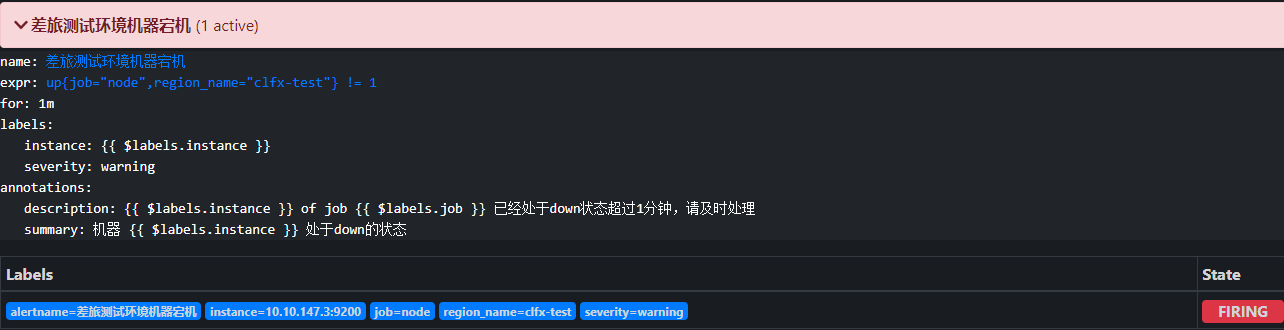 差旅测试环境机器宕机 (1 active)
name: 差旅测试环境机器宕机
expr: up{job="node",region_name="clfx-test"} != 1
for: 1m
labels:
instance: {{ $labels.instance }}
severity: warning
annotations:
description: {{ $labels.instance }} of job {{ $labels.job }} 已经处于down状态超过1分钟，请及时处理
summary: 机器 {{ $labels.instance }} 处于down的状态
Labels State
alertname=差旅测试环境机器宕机 instance=10.10.147.3:9200 job=node region_name=clfx-test severity=warning FIRING